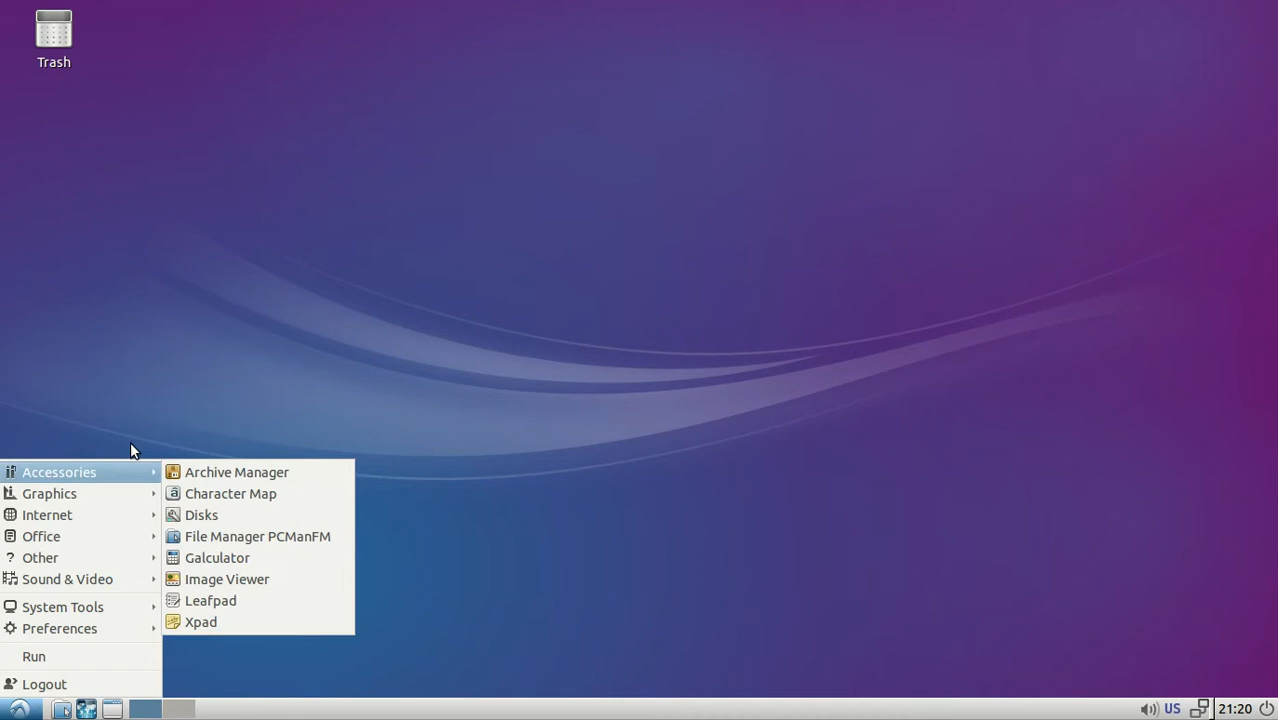 Trash
Accessories
Graphics
Internet
Office
Other
Sound & Video
System Tools
Preferences
Run
Logout
Archive Manager
Character Map
Disks
File Manager PCManFM
Galculator
Image Viewer
Leafpad
Xpad
US
21:20